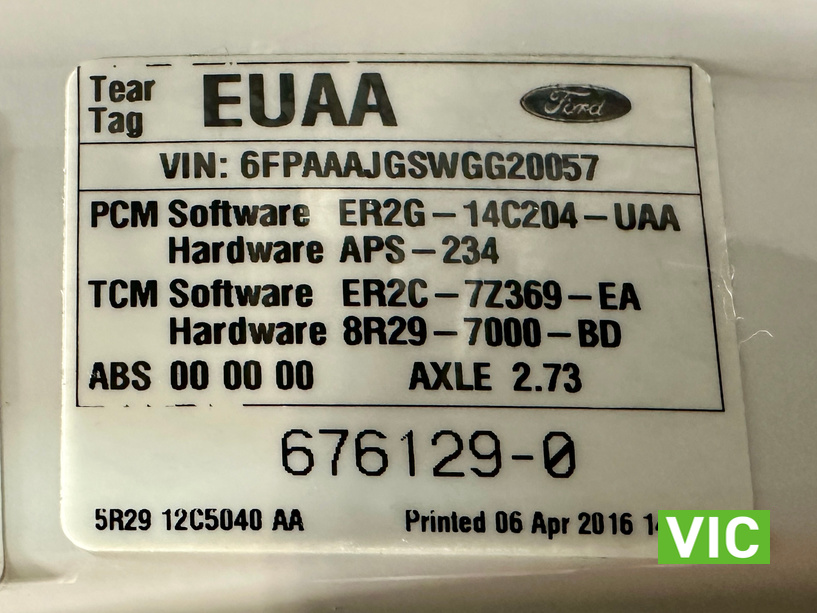 Tear Tag EUAA Ford
VIN: 6FPAAAJGSWGG20057
PCM Software ER2G-14C204-UAA
Hardware APS-234
TCM Software ER2C-7Z369-EA
Hardware 8R29-7000-BD
ABS 00 00 00 AXLE 2.73
676129-0
5R29 12C5040 AA Printed 06 Apr 2016
VIC